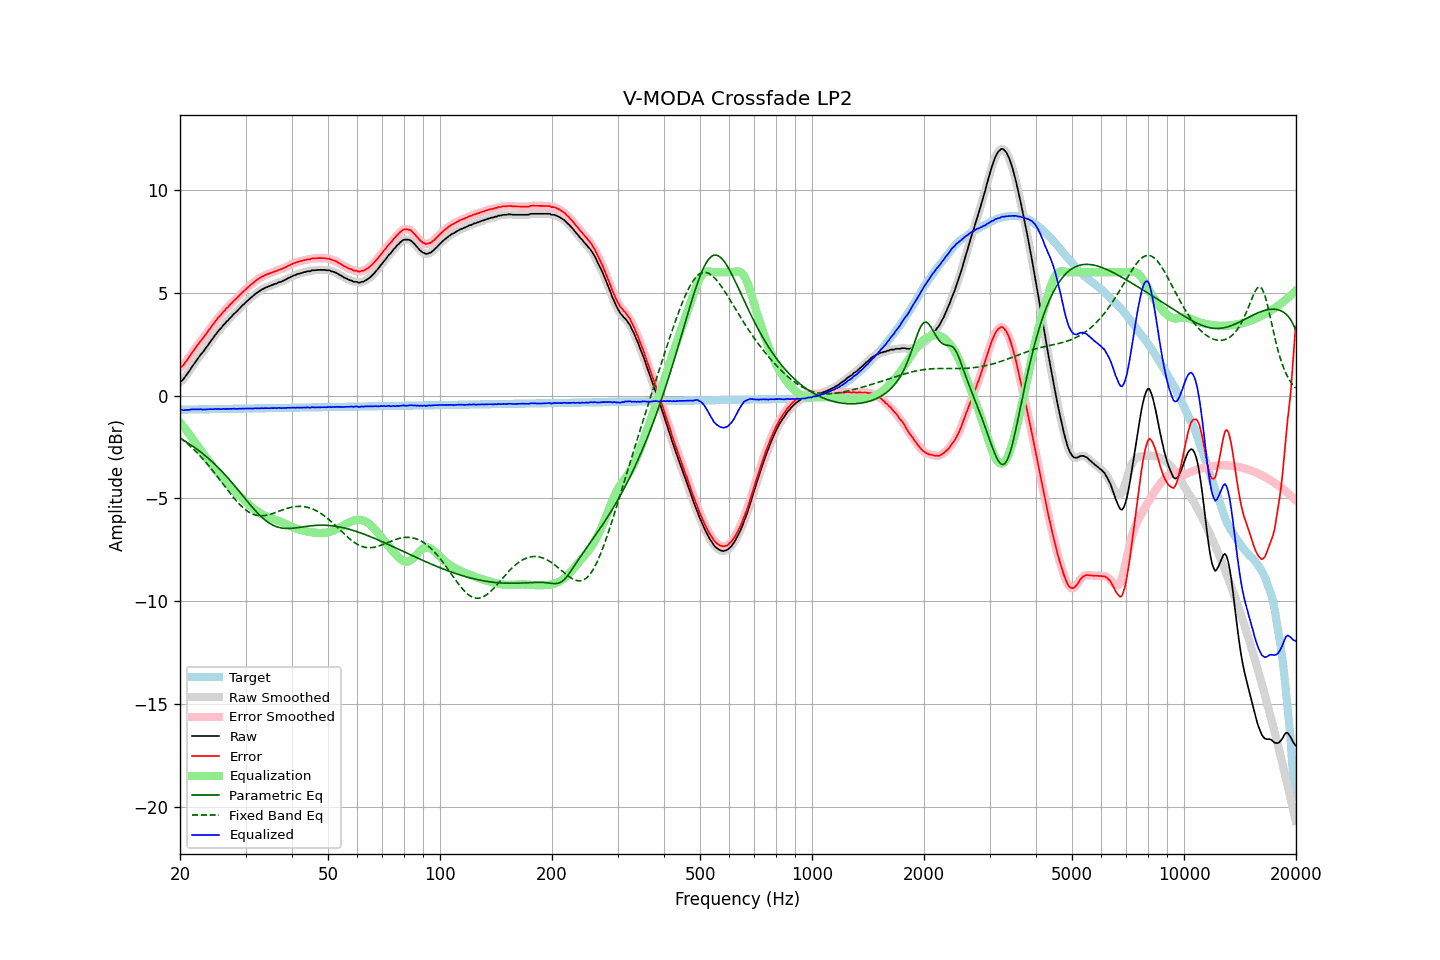 V-MODA Crossfade LP2
Amplitude (dBr)
10
5
0
−5
−10
−15
−20
Target
Raw Smoothed
Error Smoothed
Raw
Error
Equalization
Parametric Eq
Fixed Band Eq
Equalized
20 50 100 200 500 1000 2000 5000 10000 20000
Frequency (Hz)